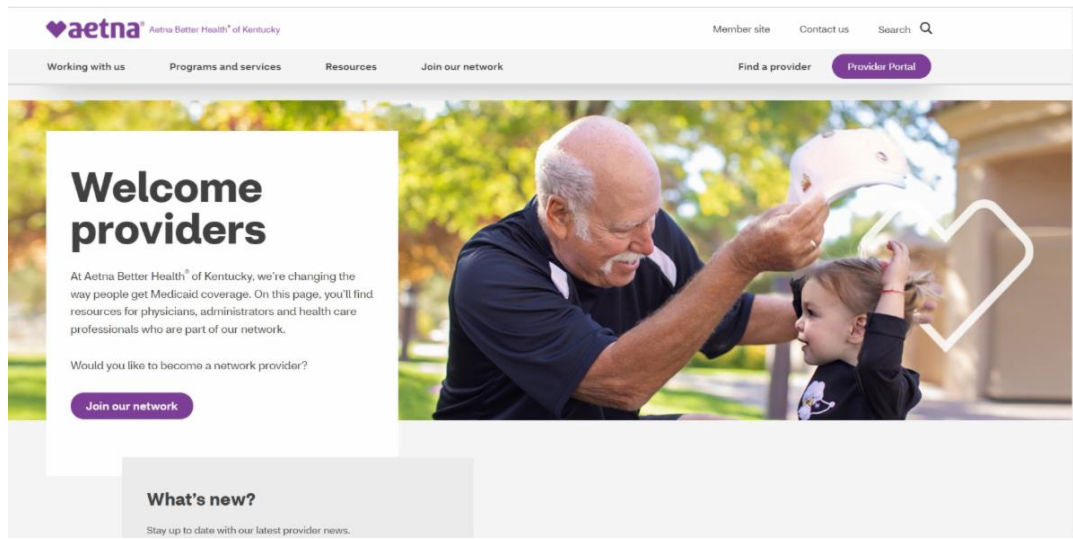 aetna® Aetna Better Health® of Kentucky
Member site Contact us Search
Working with us Programs and services Resources Join our network Find a provider Provider Portal
Welcome
providers
At Aetna Better Health® of Kentucky, we're changing the
way people get Medicaid coverage. On this page, you'll find
resources for physicians, administrators and health care
professionals who are part of our network.
Would you like to become a network provider?
Join our network
What's new?
Stay up to date with our latest provider news.